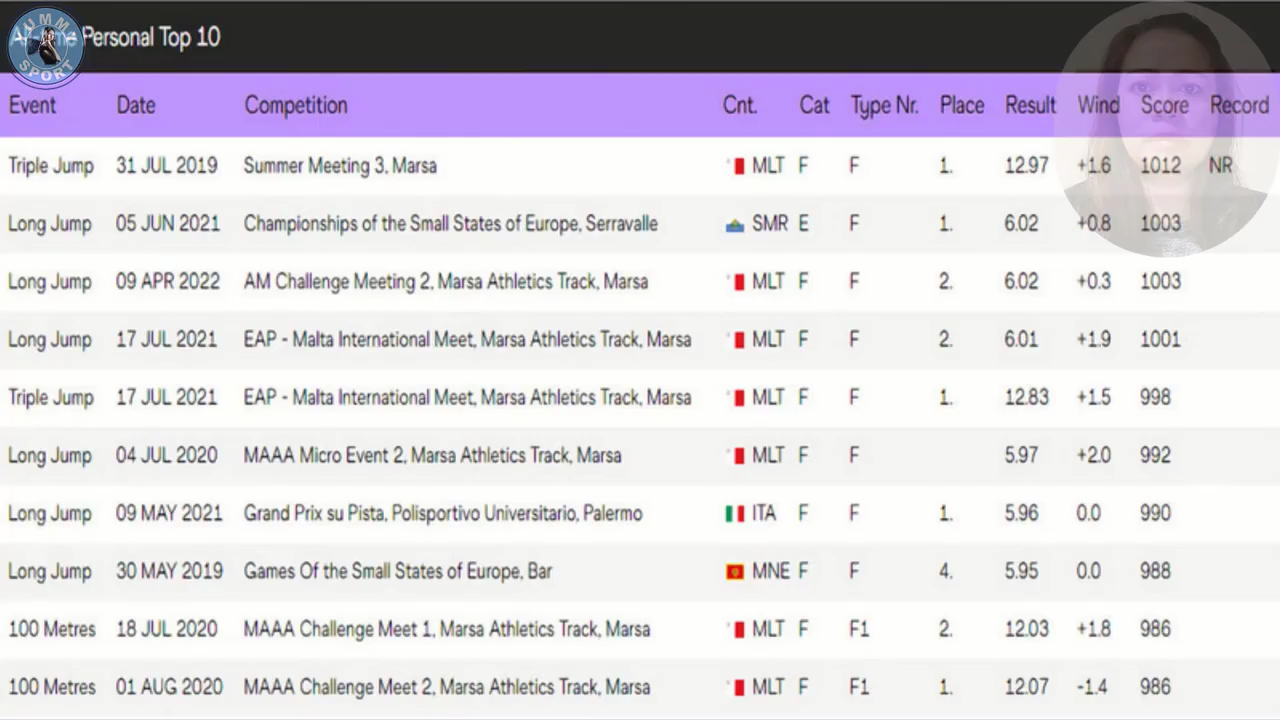 YUMMY
SPORT
Personal Top 10
Event Date Competition Cnt. Cat Type Nr. Place Result Wind Score Record
Triple Jump 31 JUL 2019 Summer Meeting 3, Marsa MLT F F 1. 12.97 +1.6 1012 NR
Long Jump 05 JUN 2021 Championships of the Small States of Europe, Serravalle SMR E F 1. 6.02 +0.8 1003
Long Jump 09 APR 2022 AM Challenge Meeting 2, Marsa Athletics Track, Marsa MLT F F 2. 6.02 +0.3 1003
Long Jump 17 JUL 2021 EAP - Malta International Meet, Marsa Athletics Track, Marsa MLT F F 2. 6.01 +1.9 1001
Triple Jump 17 JUL 2021 EAP - Malta International Meet, Marsa Athletics Track, Marsa MLT F F 1. 12.83 +1.5 998
Long Jump 04 JUL 2020 MAAA Micro Event 2, Marsa Athletics Track, Marsa MLT F F 5.97 +2.0 992
Long Jump 09 MAY 2021 Grand Prix su Pista, Polisportivo Universitario, Palermo ITA F F 1. 5.96 0.0 990
Long Jump 30 MAY 2019 Games Of the Small States of Europe, Bar MNE F F 4. 5.95 0.0 988
100 Metres 18 JUL 2020 MAAA Challenge Meet 1, Marsa Athletics Track, Marsa MLT F F1 2. 12.03 +1.8 986
100 Metres 01 AUG 2020 MAAA Challenge Meet 2, Marsa Athletics Track, Marsa MLT F F1 1. 12.07 -1.4 986